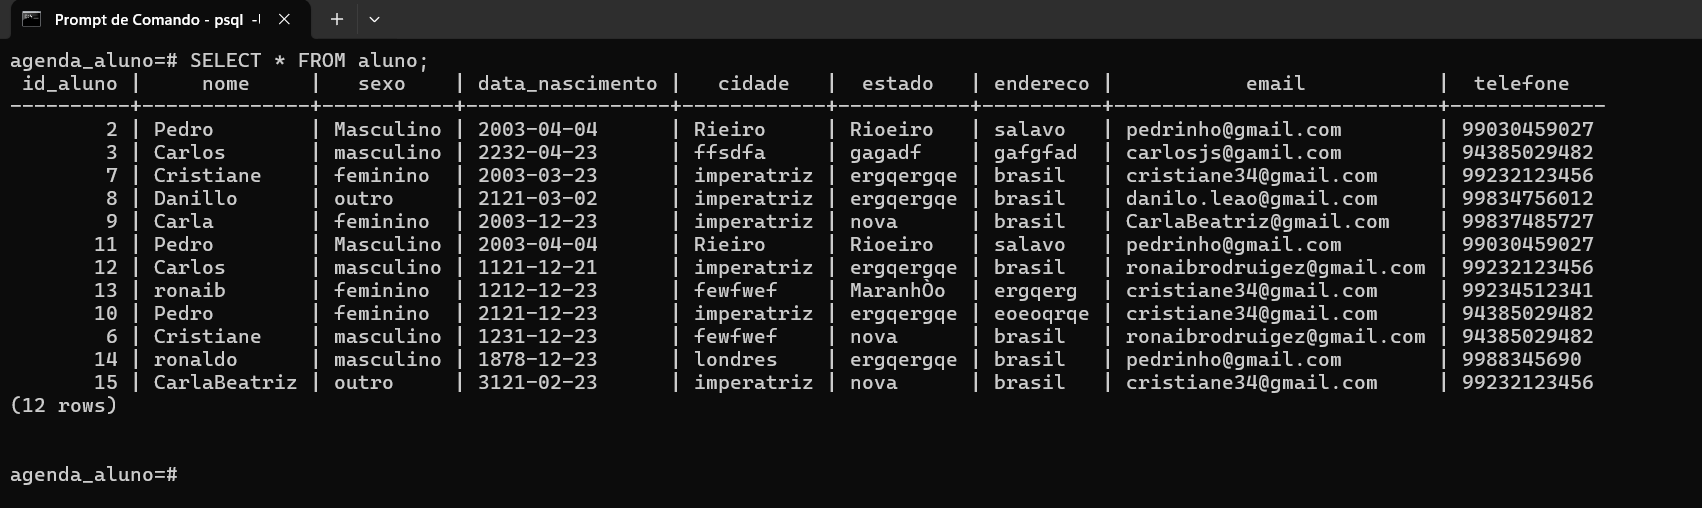 Prompt de Comando - psql -
agenda_aluno=# SELECT * FROM aluno;
 id_aluno |     nome     |   sexo    | data_nascimento |   cidade   |  estado   | endereco |           email           |  telefone
----------+--------------+-----------+-----------------+------------+-----------+----------+---------------------------+-------------
        2 | Pedro        | Masculino | 2003-04-04      | Rieiro     | Rioeiro   | salavo   | pedrinho@gmail.com        | 99030459027
        3 | Carlos       | masculino | 2232-04-23      | ffsdfa     | gagadf    | gafgfad  | carlosjs@gamil.com        | 94385029482
        7 | Cristiane    | feminino  | 2003-03-23      | imperatriz | ergqergqe | brasil   | cristiane34@gmail.com     | 99232123456
        8 | Danillo      | outro     | 2121-03-02      | imperatriz | ergqergqe | brasil   | danilo.leao@gmail.com     | 99834756012
        9 | Carla        | feminino  | 2003-12-23      | imperatriz | nova      | brasil   | CarlaBeatriz@gmail.com    | 99837485727
       11 | Pedro        | Masculino | 2003-04-04      | Rieiro     | Rioeiro   | salavo   | pedrinho@gmail.com        | 99030459027
       12 | Carlos       | masculino | 1121-12-21      | imperatriz | ergqergqe | brasil   | ronaibrodruigez@gmail.com | 99232123456
       13 | ronaib       | feminino  | 1212-12-23      | fewfwef    | MaranhÒo  | ergqerg  | cristiane34@gmail.com     | 99234512341
       10 | Pedro        | feminino  | 2121-12-23      | imperatriz | ergqergqe | eoeoqrqe | cristiane34@gmail.com     | 94385029482
        6 | Cristiane    | masculino | 1231-12-23      | fewfwef    | nova      | brasil   | ronaibrodruigez@gmail.com | 94385029482
       14 | ronaldo      | masculino | 1878-12-23      | londres    | ergqergqe | brasil   | pedrinho@gmail.com        | 9988345690
       15 | CarlaBeatriz | outro     | 3121-02-23      | imperatriz | nova      | brasil   | cristiane34@gmail.com     | 99232123456
(12 rows)
agenda_aluno=#